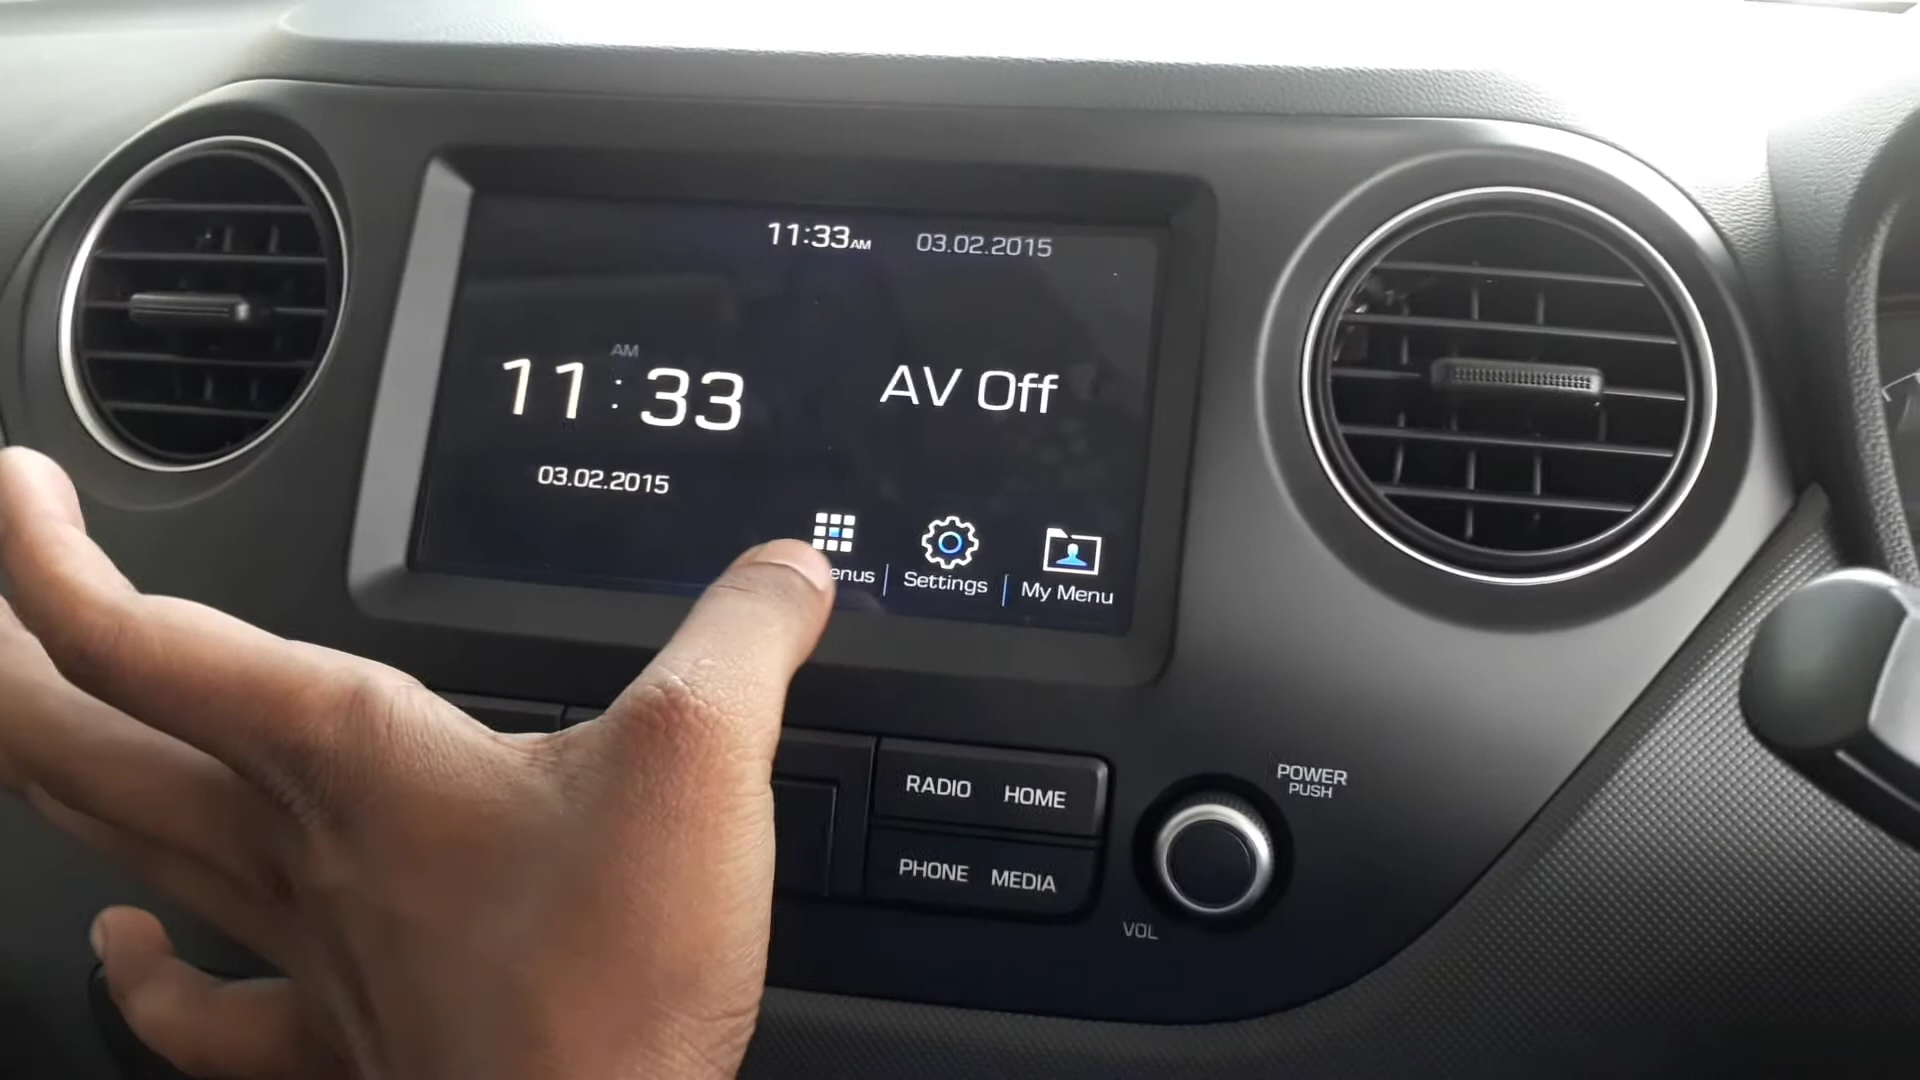 11:33AM 03.02.2015
AM
11:33
03.02.2015
AV Off
enus
Settings
My Menu
RADIO HOME
PHONE MEDIA
POWER
PUSH
VOL